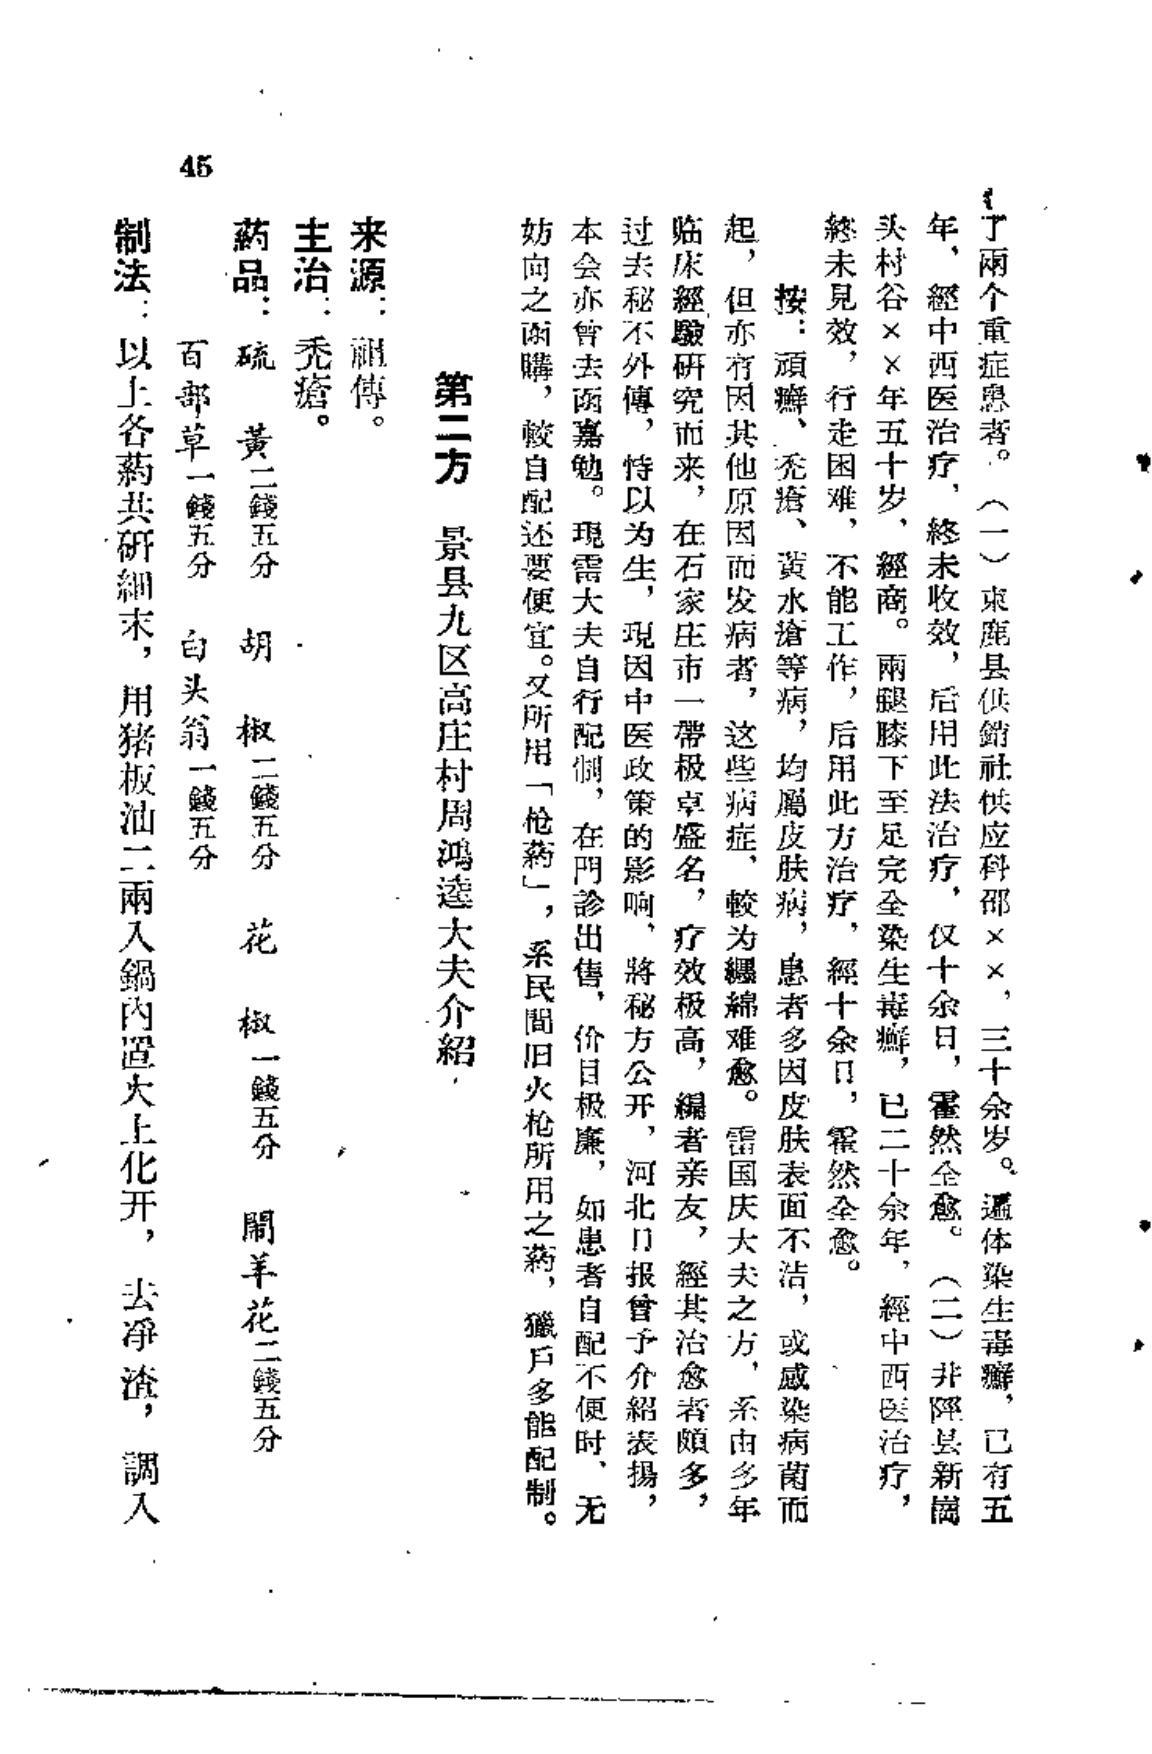 了兩个重症患者。（一）束鹿县供銷社供应科邵××，三十余岁。遍体染生毒癬，已有五
年，經中西医治疗，終未收效，后用此法治疗，仅十余日，霍然全愈。（二）井陘县新崗
头村谷××年五十岁，經商。兩腿膝下至足完全染生毒癬，已二十余年，經中西医治疗，
終未見效，行走困难，不能工作，后用此方治疗，經十余日，霍然全愈。
按：頑癬、禿瘡、黃水瘡等病，均屬皮肤病，患者多因皮肤表面不洁，或感染病菌而
起，但亦有因其他原因而发病者，这些病症，較为纒綿难愈。雷国庆大夫之方，系由多年
临床經驗研究而来，在石家庄市一帶极卓盛名，疗效极高，編者亲友，經其治愈者頗多，
过去秘不外傳，恃以为生，現因中医政策的影响，將秘方公开，河北日报曾予介紹表揚，
本会亦曾去函嘉勉。現需大夫自行配制，在門診出售，价目极廉，如患者自配不便时，无
妨向之函購，較自配还要便宜。又所用「枪葯」，系民間旧火枪所用之葯，獵戶多能配制。
第二方　景县九区高庄村周鴻逵大夫介紹
来源：祖傳。
主治：禿瘡。
葯品：硫　黃二錢五分　胡　椒二錢五分　花　椒一錢五分　鬧羊花二錢五分
百部草一錢五分　白头翁一錢五分
制法：以上各葯共研細末，用猪板油二兩入鍋內置火上化开，去净渣，調入
45